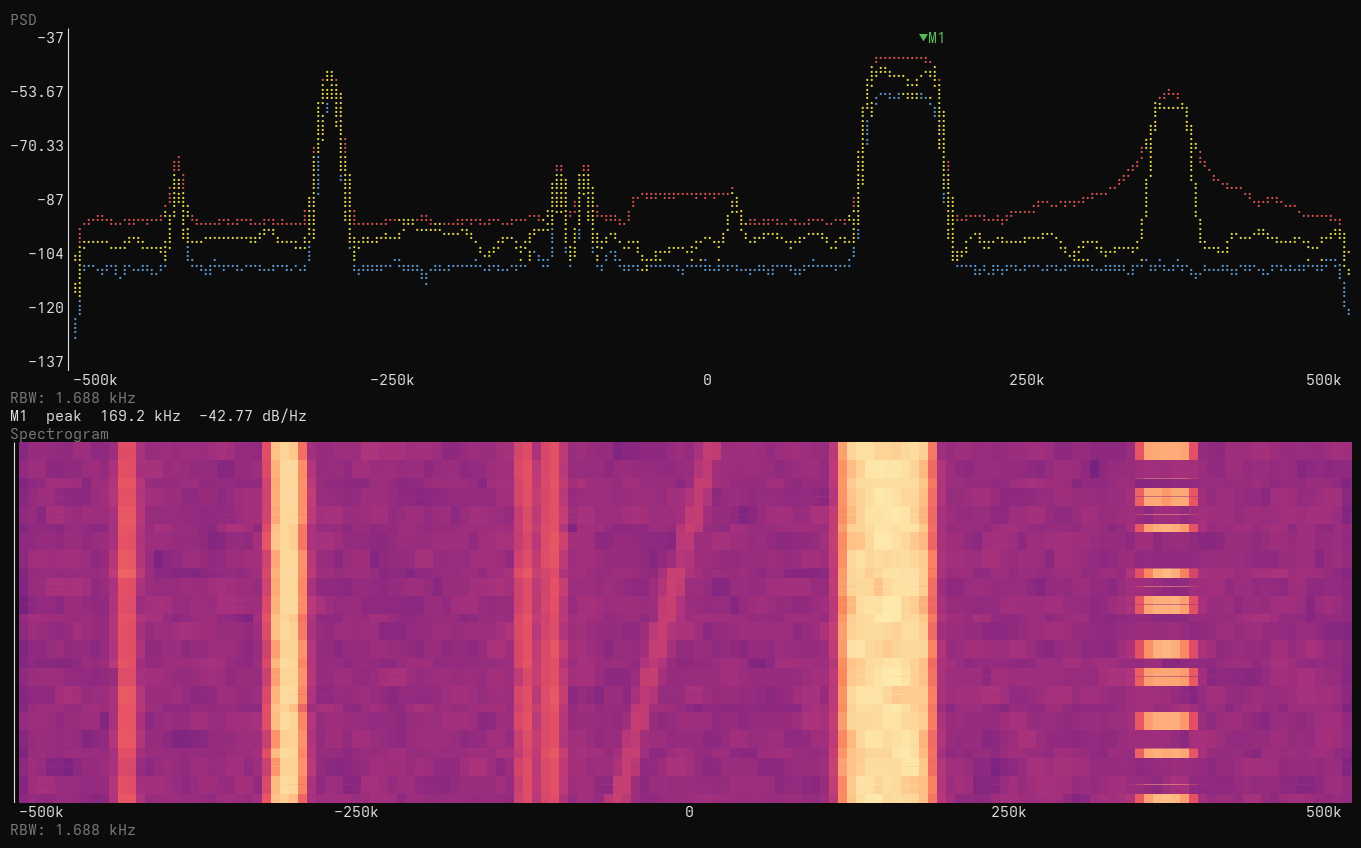 PSD
▼M1
-37
-53.67
-70.33
-87
-104
-120
-137
-500k -250k 0 250k 500k
RBW: 1.688 kHz
M1 peak 169.2 kHz -42.77 dB/Hz
Spectrogram
-500k -250k 0 250k 500k
RBW: 1.688 kHz